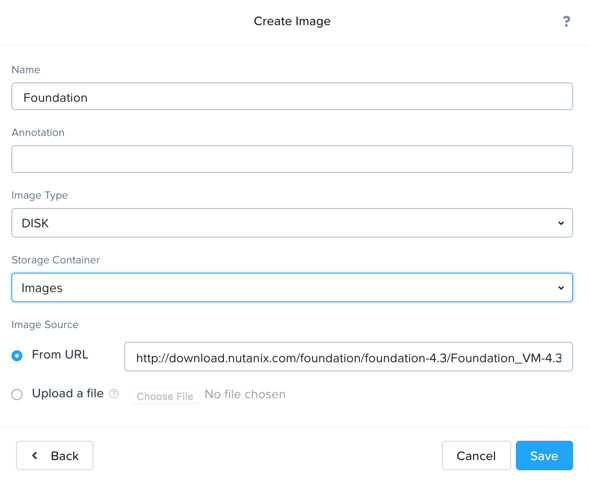 Create Image
?
Name
Foundation
Annotation
Image Type
DISK
Storage Container
Images
Image Source
From URL
http://download.nutanix.com/foundation/foundation-4.3/Foundation_VM-4.3
Upload a file ?
Choose File No file chosen
Back
Cancel
Save